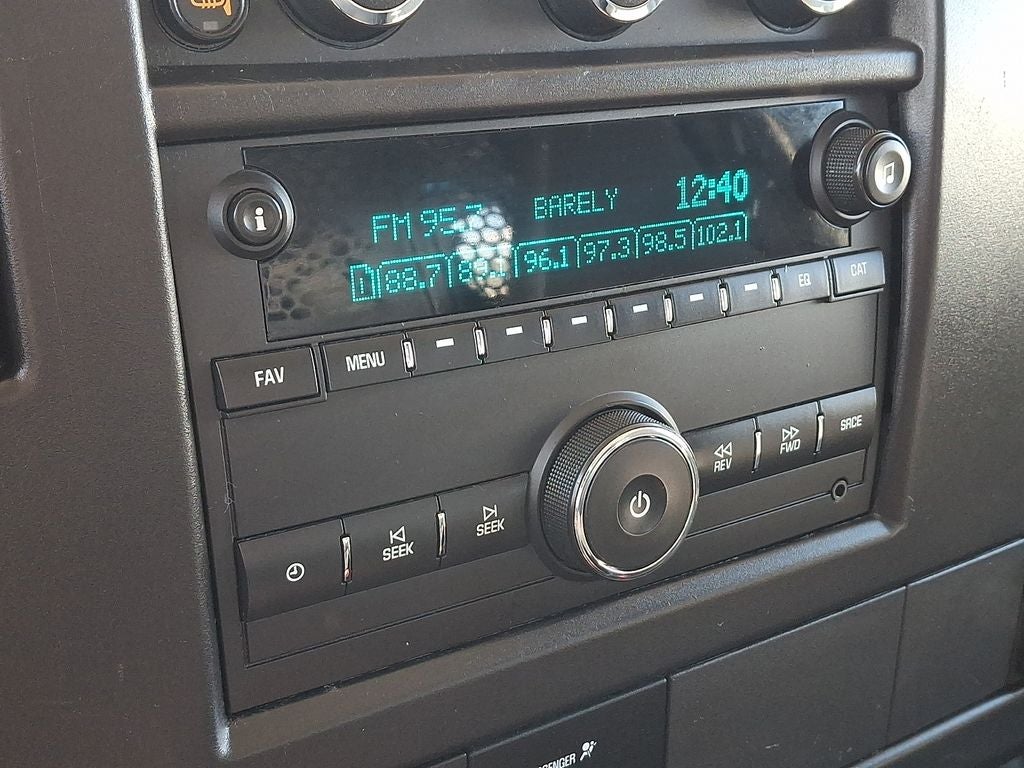 i
FM 95.
BARELY
12:40
1 88.7 96.1 97.3 98.5 102.1
FAV
MENU
EQ
CAT
SEEK
SEEK
REV
FWD
SRCE